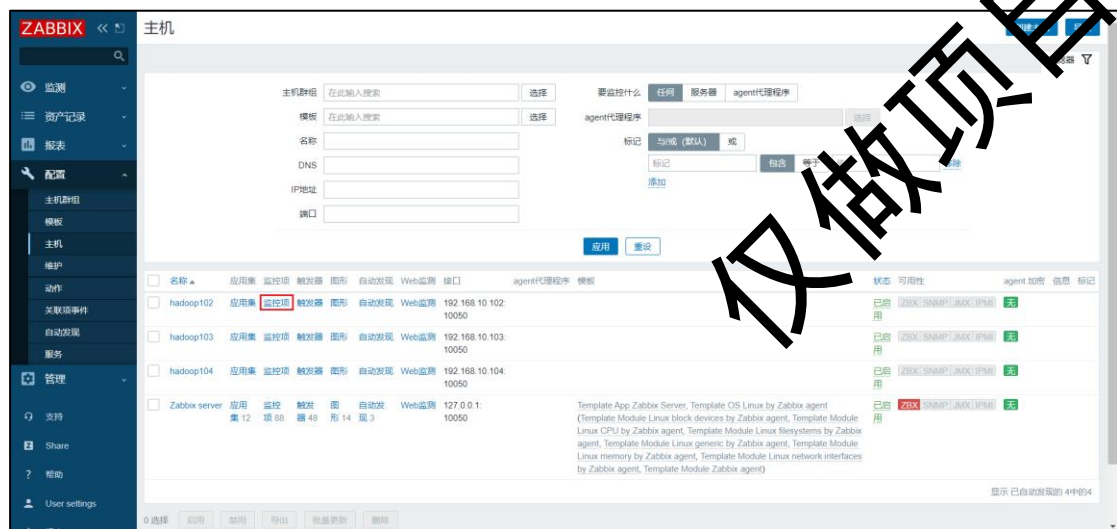 ZABBIX
主机
监测
资产记录
报表
配置
主机群组
模板
主机
维护
动作
关联项事件
自动发现
服务
管理
支持
Share
帮助
User settings
主机群组 在此输入搜索 选择 要监控什么 任何 服务器 agent代理程序
模板 在此输入搜索 选择 agent代理程序 选择
名称 标记 与/或 (默认) 或
DNS 标记 包含 等于
IP地址 添加
端口
应用 重设
名称 应用集 监控项 触发器 图形 自动发现 Web监测 接口 agent代理程序 模板 状态 可用性 agent 加密 信息 标记
hadoop102 应用集 监控项 触发器 图形 自动发现 Web监测 192.168.10.102: 已启 ZBX SNMP JMX IPMI 无
10050 用
hadoop103 应用集 监控项 触发器 图形 自动发现 Web监测 192.168.10.103: 已启 ZBX SNMP JMX IPMI 无
10050 用
hadoop104 应用集 监控项 触发器 图形 自动发现 Web监测 192.168.10.104: 已启 ZBX SNMP JMX IPMI 无
10050 用
Zabbix server 应用 监控 触发 图 自动发 Web监测 127.0.0.1: Template App Zabbix Server, Template OS Linux by Zabbix agent 已启 ZBX SNMP JMX IPMI 无
集 12 项 88 器 48 形 14 现 3 10050 (Template Module Linux block devices by Zabbix agent, Template Module 用
Linux CPU by Zabbix agent, Template Module Linux filesystems by Zabbix
agent, Template Module Linux generic by Zabbix agent, Template Module
Linux memory by Zabbix agent, Template Module Linux network interfaces
by Zabbix agent, Template Module Zabbix agent)
显示 已自动发现的 4中的4
0 选择 启用 禁用 导出 批量更新 删除
仅做项目